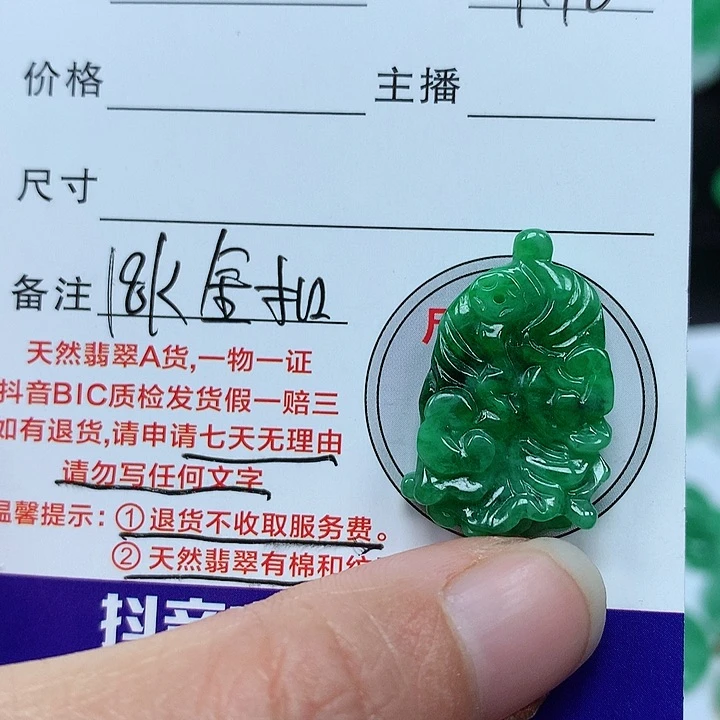 价格
主播
尺寸
备注 18K金扣
天然翡翠A货,一物一证
抖音BIC质检发货假一赔三
如有退货,请申请七天无理由
请勿写任何文字
温馨提示:①退货不收取服务费。
②天然翡翠有棉和纹
抖音